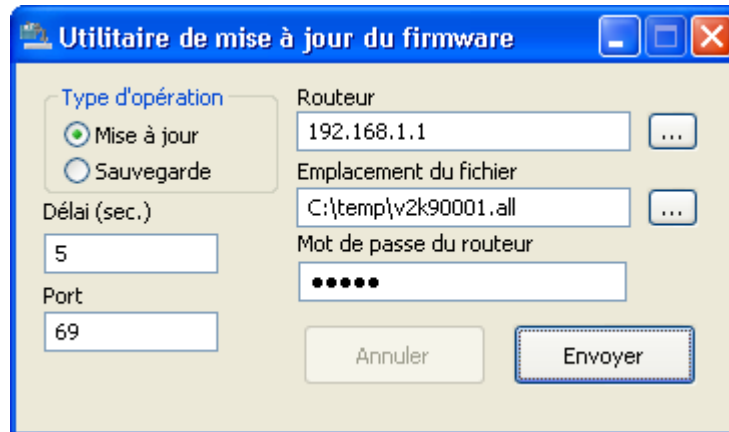 Utilitaire de mise à jour du firmware
Type d'opération
Mise à jour
Sauvegarde
Délai (sec.)
5
Port
69
Routeur
192.168.1.1
...
Emplacement du fichier
C:\temp\v2k90001.all
...
Mot de passe du routeur
●●●●●
Annuler
Envoyer